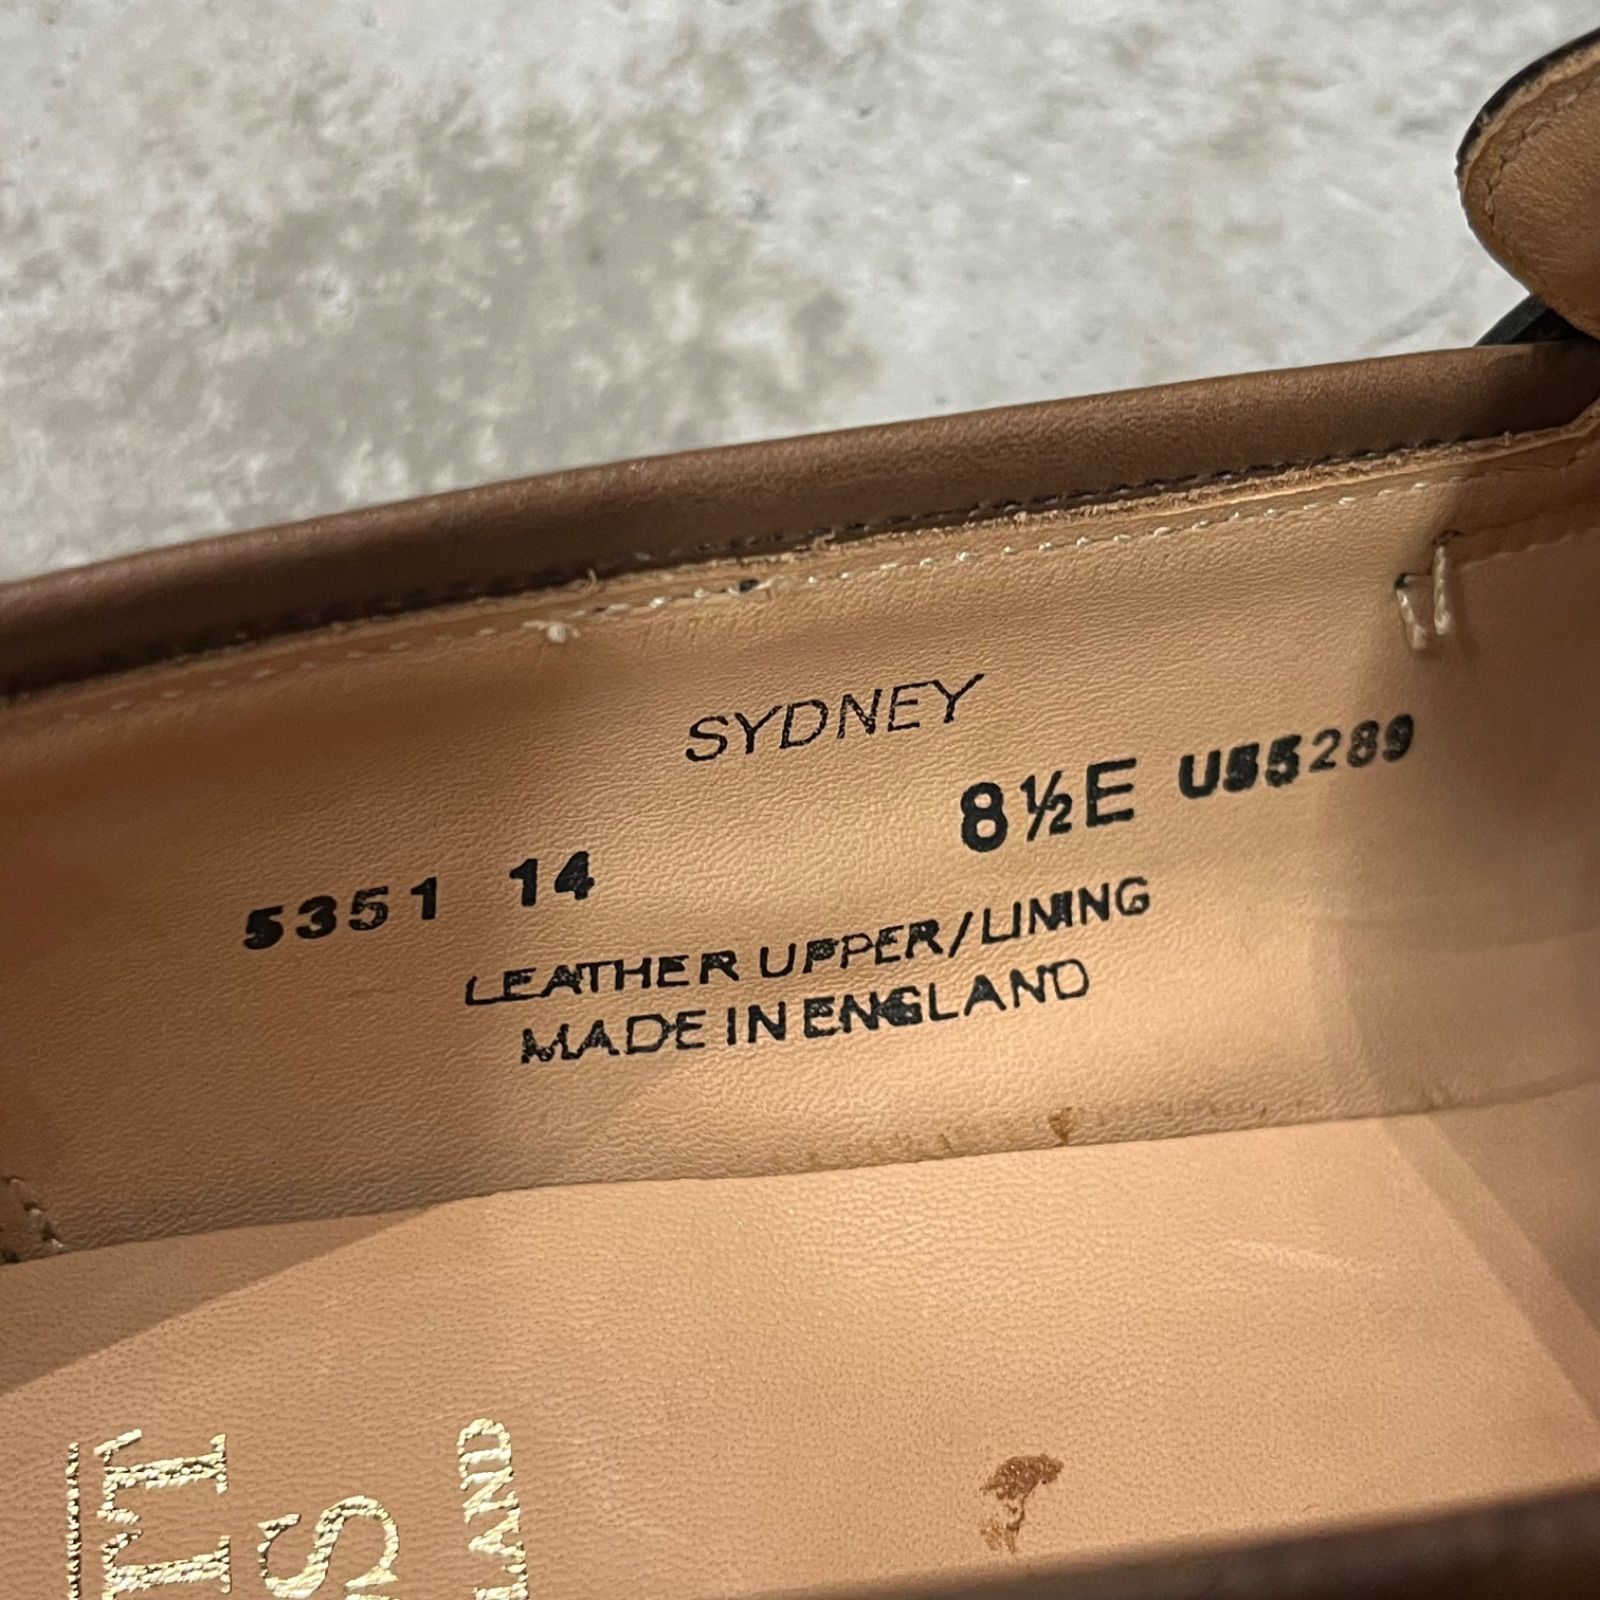 SYDNEY
5351 14 8½E U55289
LEATHER UPPER/LINING
MADE IN ENGLAND